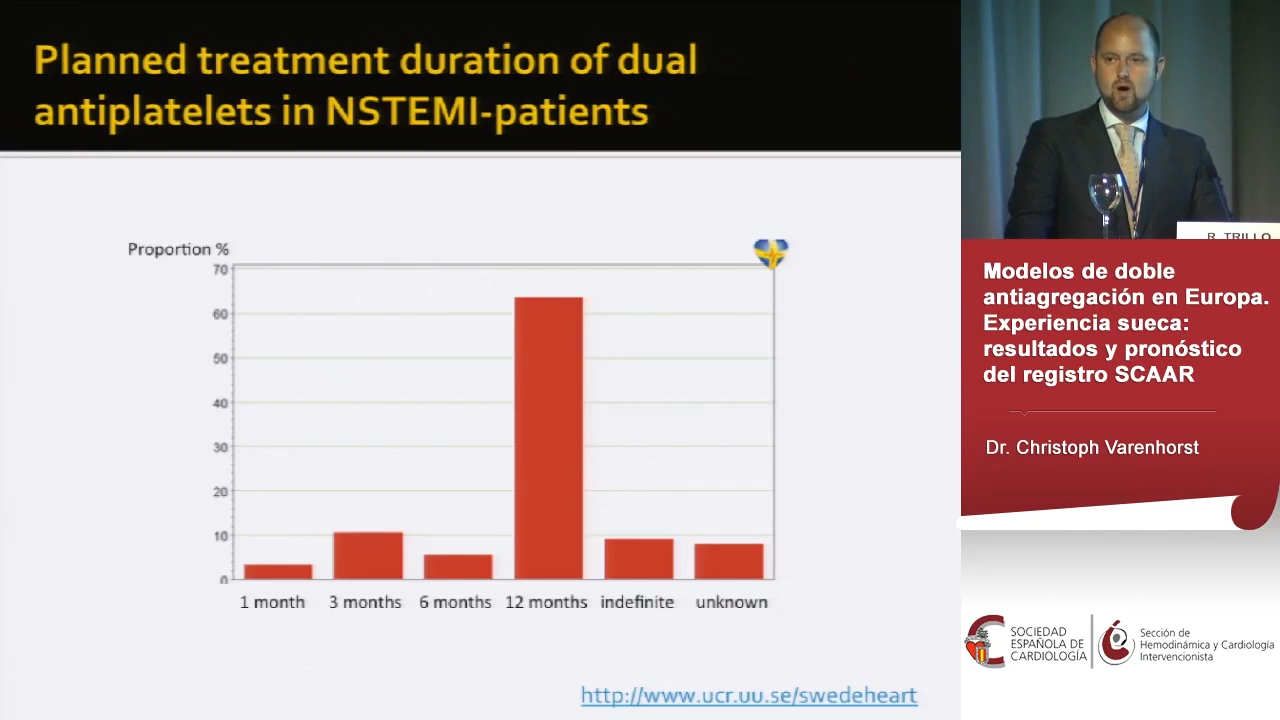 Planned treatment duration of dual
antiplatelets in NSTEMI-patients
Proportion %
70
60
50
40
30
20
10
0
1 month
3 months
6 months
12 months
indefinite
unknown
http://www.ucr.uu.se/swedeheart
R. TRILLO
Modelos de doble
antiagregación en Europa.
Experiencia sueca:
resultados y pronóstico
del registro SCAAR
Dr. Christoph Varenhorst
SOCIEDAD
ESPAÑOLA DE
CARDIOLOGÍA
Sección de
Hemodinámica y Cardiología
Intervencionista